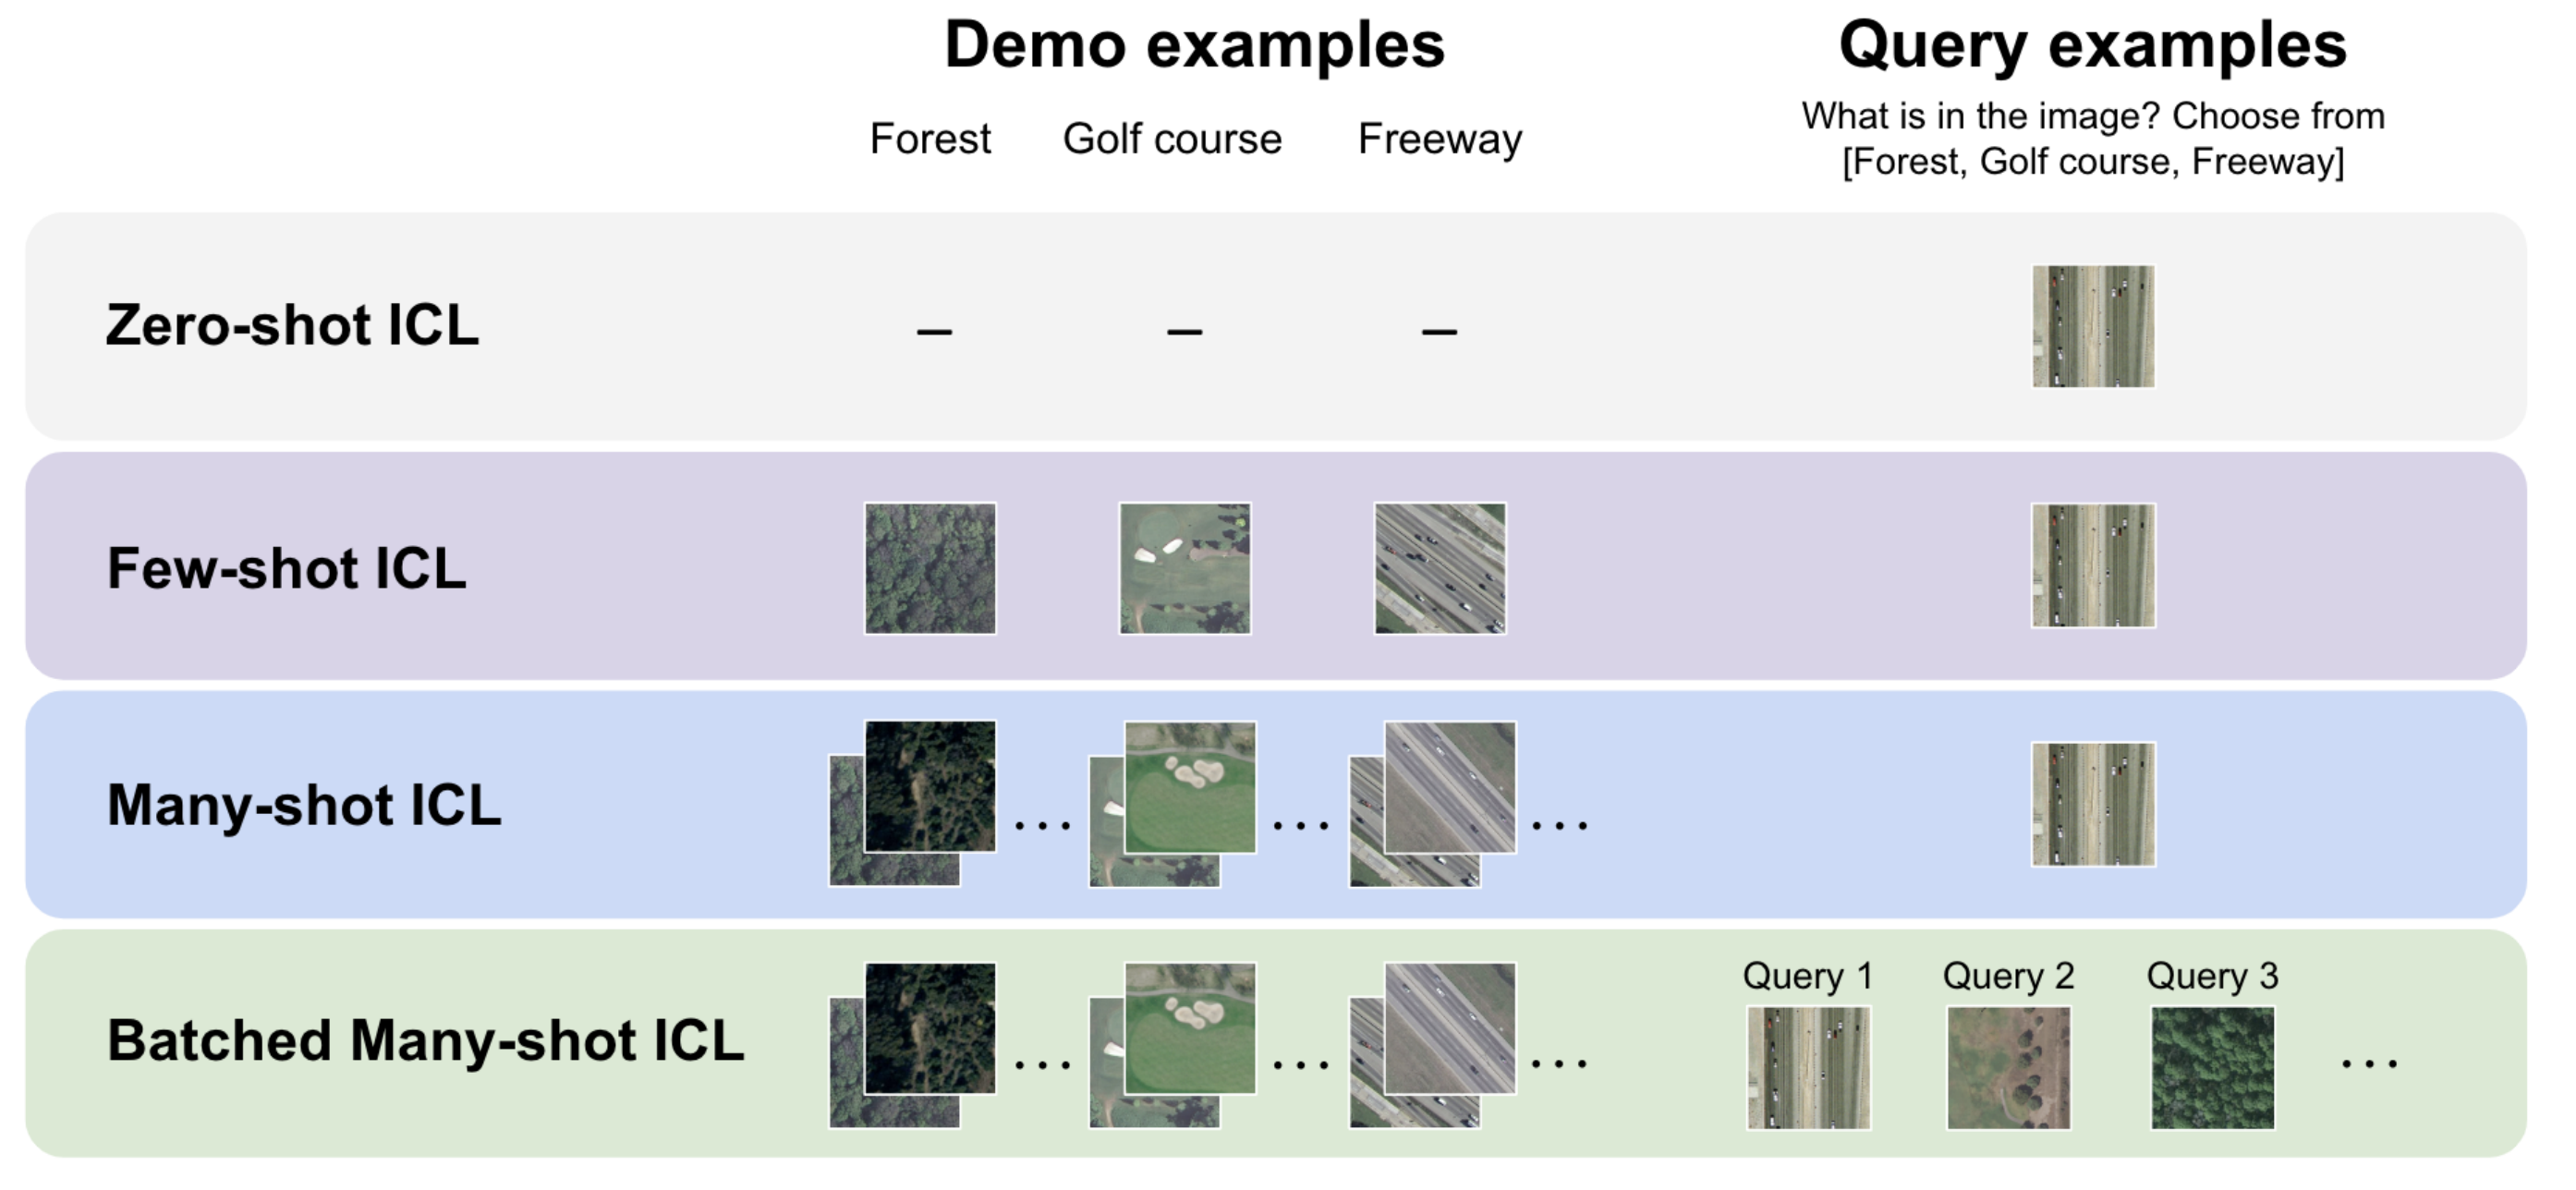 Demo examples
Query examples
Forest
Golf course
Freeway
What is in the image? Choose from
[Forest, Golf course, Freeway]
Zero-shot ICL
– – –
Few-shot ICL
Many-shot ICL
... ... ...
Batched Many-shot ICL
... ... ...
Query 1
Query 2
Query 3
...